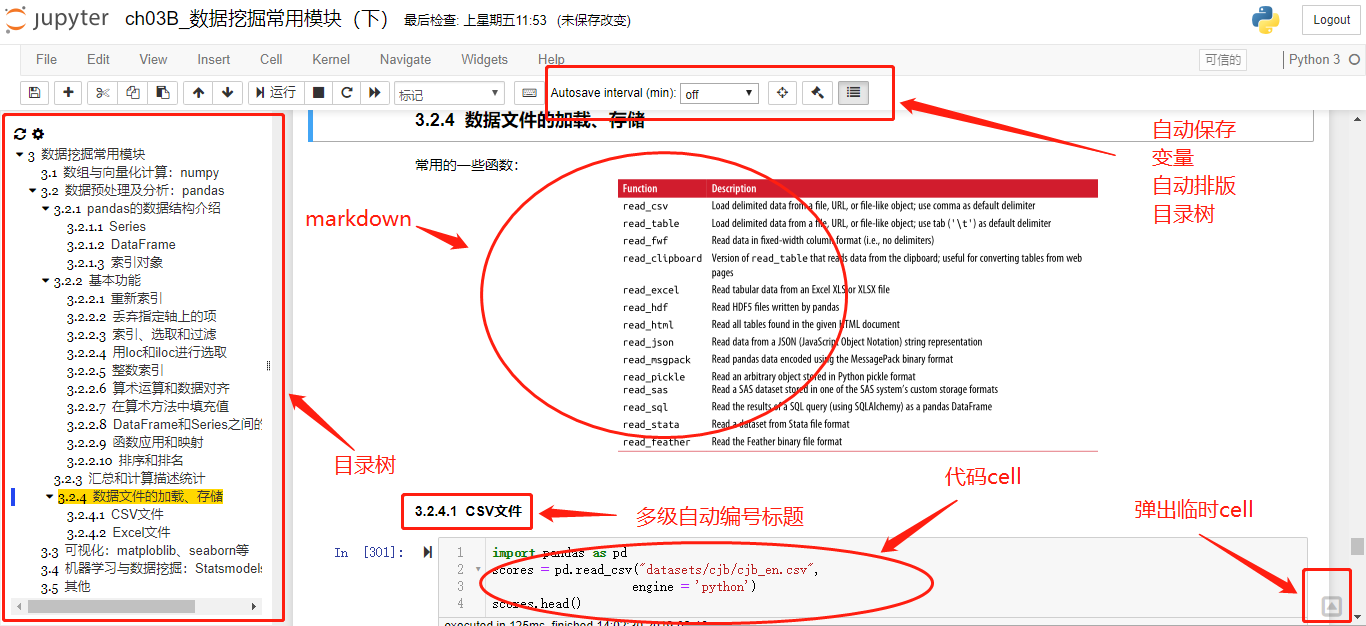 jupyter ch03B_数据挖掘常用模块（下） 最后检查: 上星期五11:53 (未保存改变)
Logout
File Edit View Insert Cell Kernel Navigate Widgets Help
可信的 Python 3
运行 标记 Autosave interval (min): off
自动保存
变量
自动排版
目录树
3 数据挖掘常用模块
3.1 数组与向量化计算：numpy
3.2 数据预处理及分析：pandas
3.2.1 pandas的数据结构介绍
3.2.1.1 Series
3.2.1.2 DataFrame
3.2.1.3 索引对象
3.2.2 基本功能
3.2.2.1 重新索引
3.2.2.2 丢弃指定轴上的项
3.2.2.3 索引、选取和过滤
3.2.2.4 用loc和iloc进行选取
3.2.2.5 整数索引
3.2.2.6 算术运算和数据对齐
3.2.2.7 在算术方法中填充值
3.2.2.8 DataFrame和Series之间的
3.2.2.9 函数应用和映射
3.2.2.10 排序和排名
3.2.3 汇总和计算描述统计
3.2.4 数据文件的加载、存储
3.2.4.1 CSV文件
3.2.4.2 Excel文件
3.3 可视化：matploblib、seaborn等
3.4 机器学习与数据挖掘：Statsmodels
3.5 其他
目录树
3.2.4 数据文件的加载、存储
常用的一些函数：
markdown
Function Description
read_csv Load delimited data from a file, URL, or file-like object; use comma as default delimiter
read_table Load delimited data from a file, URL, or file-like object; use tab ('\t') as default delimiter
read_fwf Read data in fixed-width column format (i.e., no delimiters)
read_clipboard Version of read_table that reads data from the clipboard; useful for converting tables from web
pages
read_excel Read tabular data from an Excel XLS or XLSX file
read_hdf Read HDF5 files written by pandas
read_html Read all tables found in the given HTML document
read_json Read data from a JSON (JavaScript Object Notation) string representation
read_msgpack Read pandas data encoded using the MessagePack binary format
read_pickle Read an arbitrary object stored in Python pickle format
read_sas Read a SAS dataset stored in one of the SAS system's custom storage formats
read_sql Read the results of a SQL query (using SQLAlchemy) as a pandas DataFrame
read_stata Read a dataset from Stata file format
read_feather Read the Feather binary file format
代码cell
弹出临时cell
3.2.4.1 CSV文件
多级自动编号标题
In [301]:
1 import pandas as pd
2 scores = pd.read_csv("datasets/cjb/cjb_en.csv",
3 engine = 'python')
4 scores.head()
executed in 125ms, finished